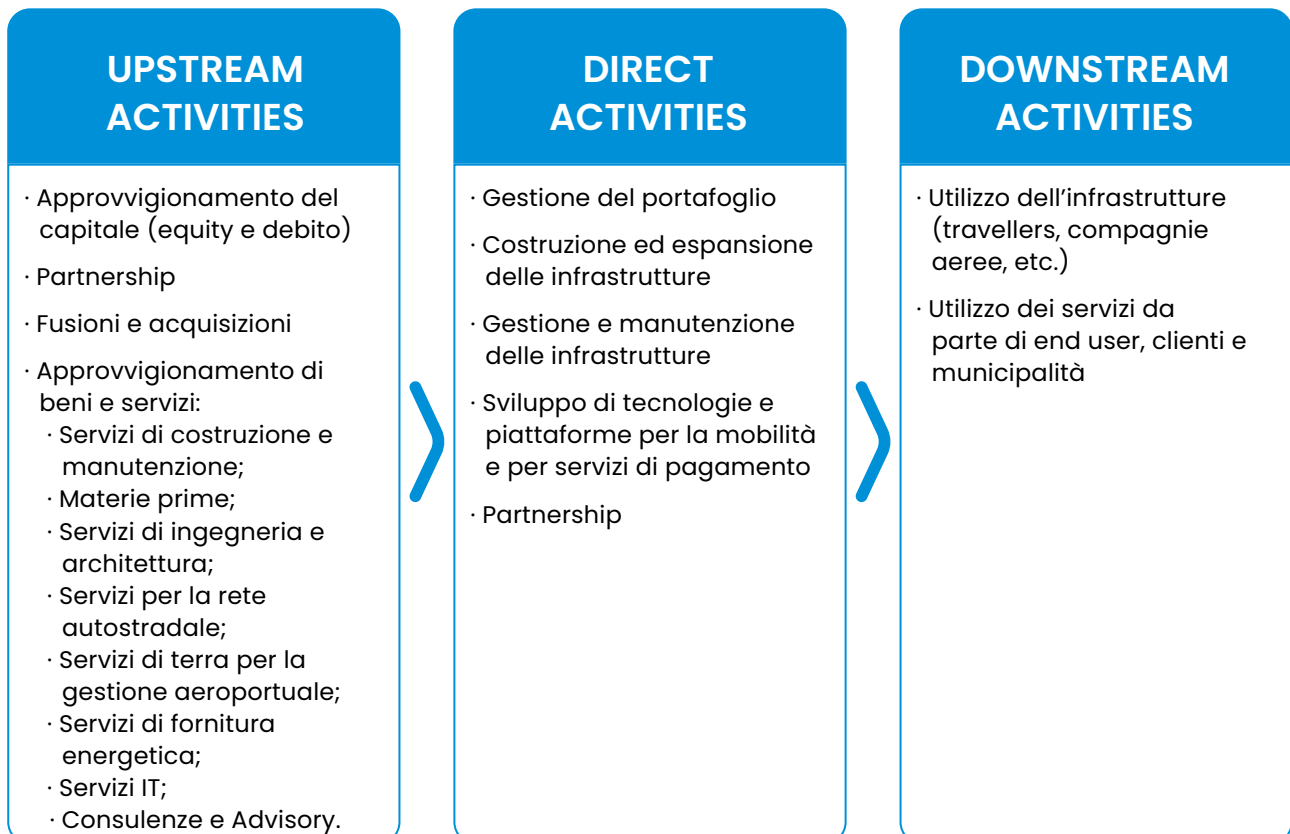 UPSTREAM
ACTIVITIES
· Approvvigionamento del
capitale (equity e debito)
· Partnership
· Fusioni e acquisizioni
· Approvvigionamento di
beni e servizi:
· Servizi di costruzione e
manutenzione;
· Materie prime;
· Servizi di ingegneria e
architettura;
· Servizi per la rete
autostradale;
· Servizi di terra per la
gestione aeroportuale;
· Servizi di fornitura
energetica;
· Servizi IT;
· Consulenze e Advisory.
DIRECT
ACTIVITIES
· Gestione del portafoglio
· Costruzione ed espansione
delle infrastrutture
· Gestione e manutenzione
delle infrastrutture
· Sviluppo di tecnologie e
piattaforme per la mobilità
e per servizi di pagamento
· Partnership
DOWNSTREAM
ACTIVITIES
· Utilizzo dell’infrastrutture
(travellers, compagnie
aeree, etc.)
· Utilizzo dei servizi da
parte di end user, clienti e
municipalità